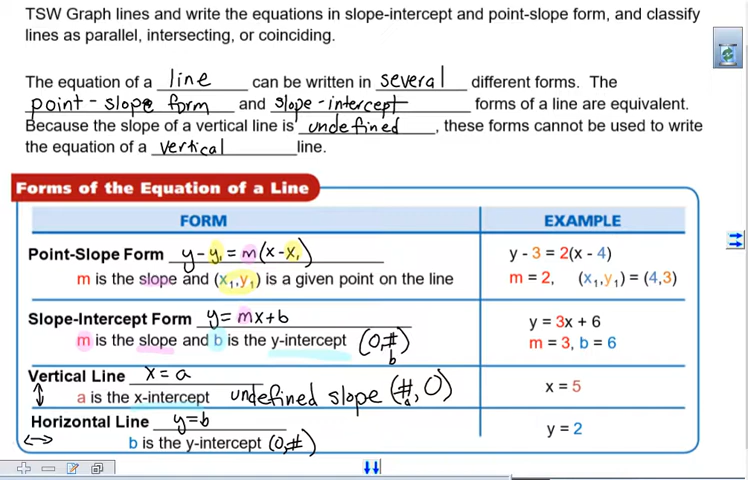 TSW Graph lines and write the equations in slope-intercept and point-slope form, and classify
lines as parallel, intersecting, or coinciding.
The equation of a line can be written in several different forms. The
point-slope form and slope-intercept forms of a line are equivalent.
Because the slope of a vertical line is undefined, these forms cannot be used to write
the equation of a vertical line.
Forms of the Equation of a Line
FORM EXAMPLE
Point-Slope Form y-y₁=m(x-x₁)
m is the slope and (x₁,y₁) is a given point on the line
y - 3 = 2(x - 4)
m = 2, (x₁,y₁) = (4,3)
Slope-Intercept Form y=mx+b
m is the slope and b is the y-intercept (0,#)
b
y = 3x + 6
m = 3, b = 6
Vertical Line x=a
a is the x-intercept undefined slope (#,0)
a
x = 5
Horizontal Line y=b
b is the y-intercept (0,#)
y = 2